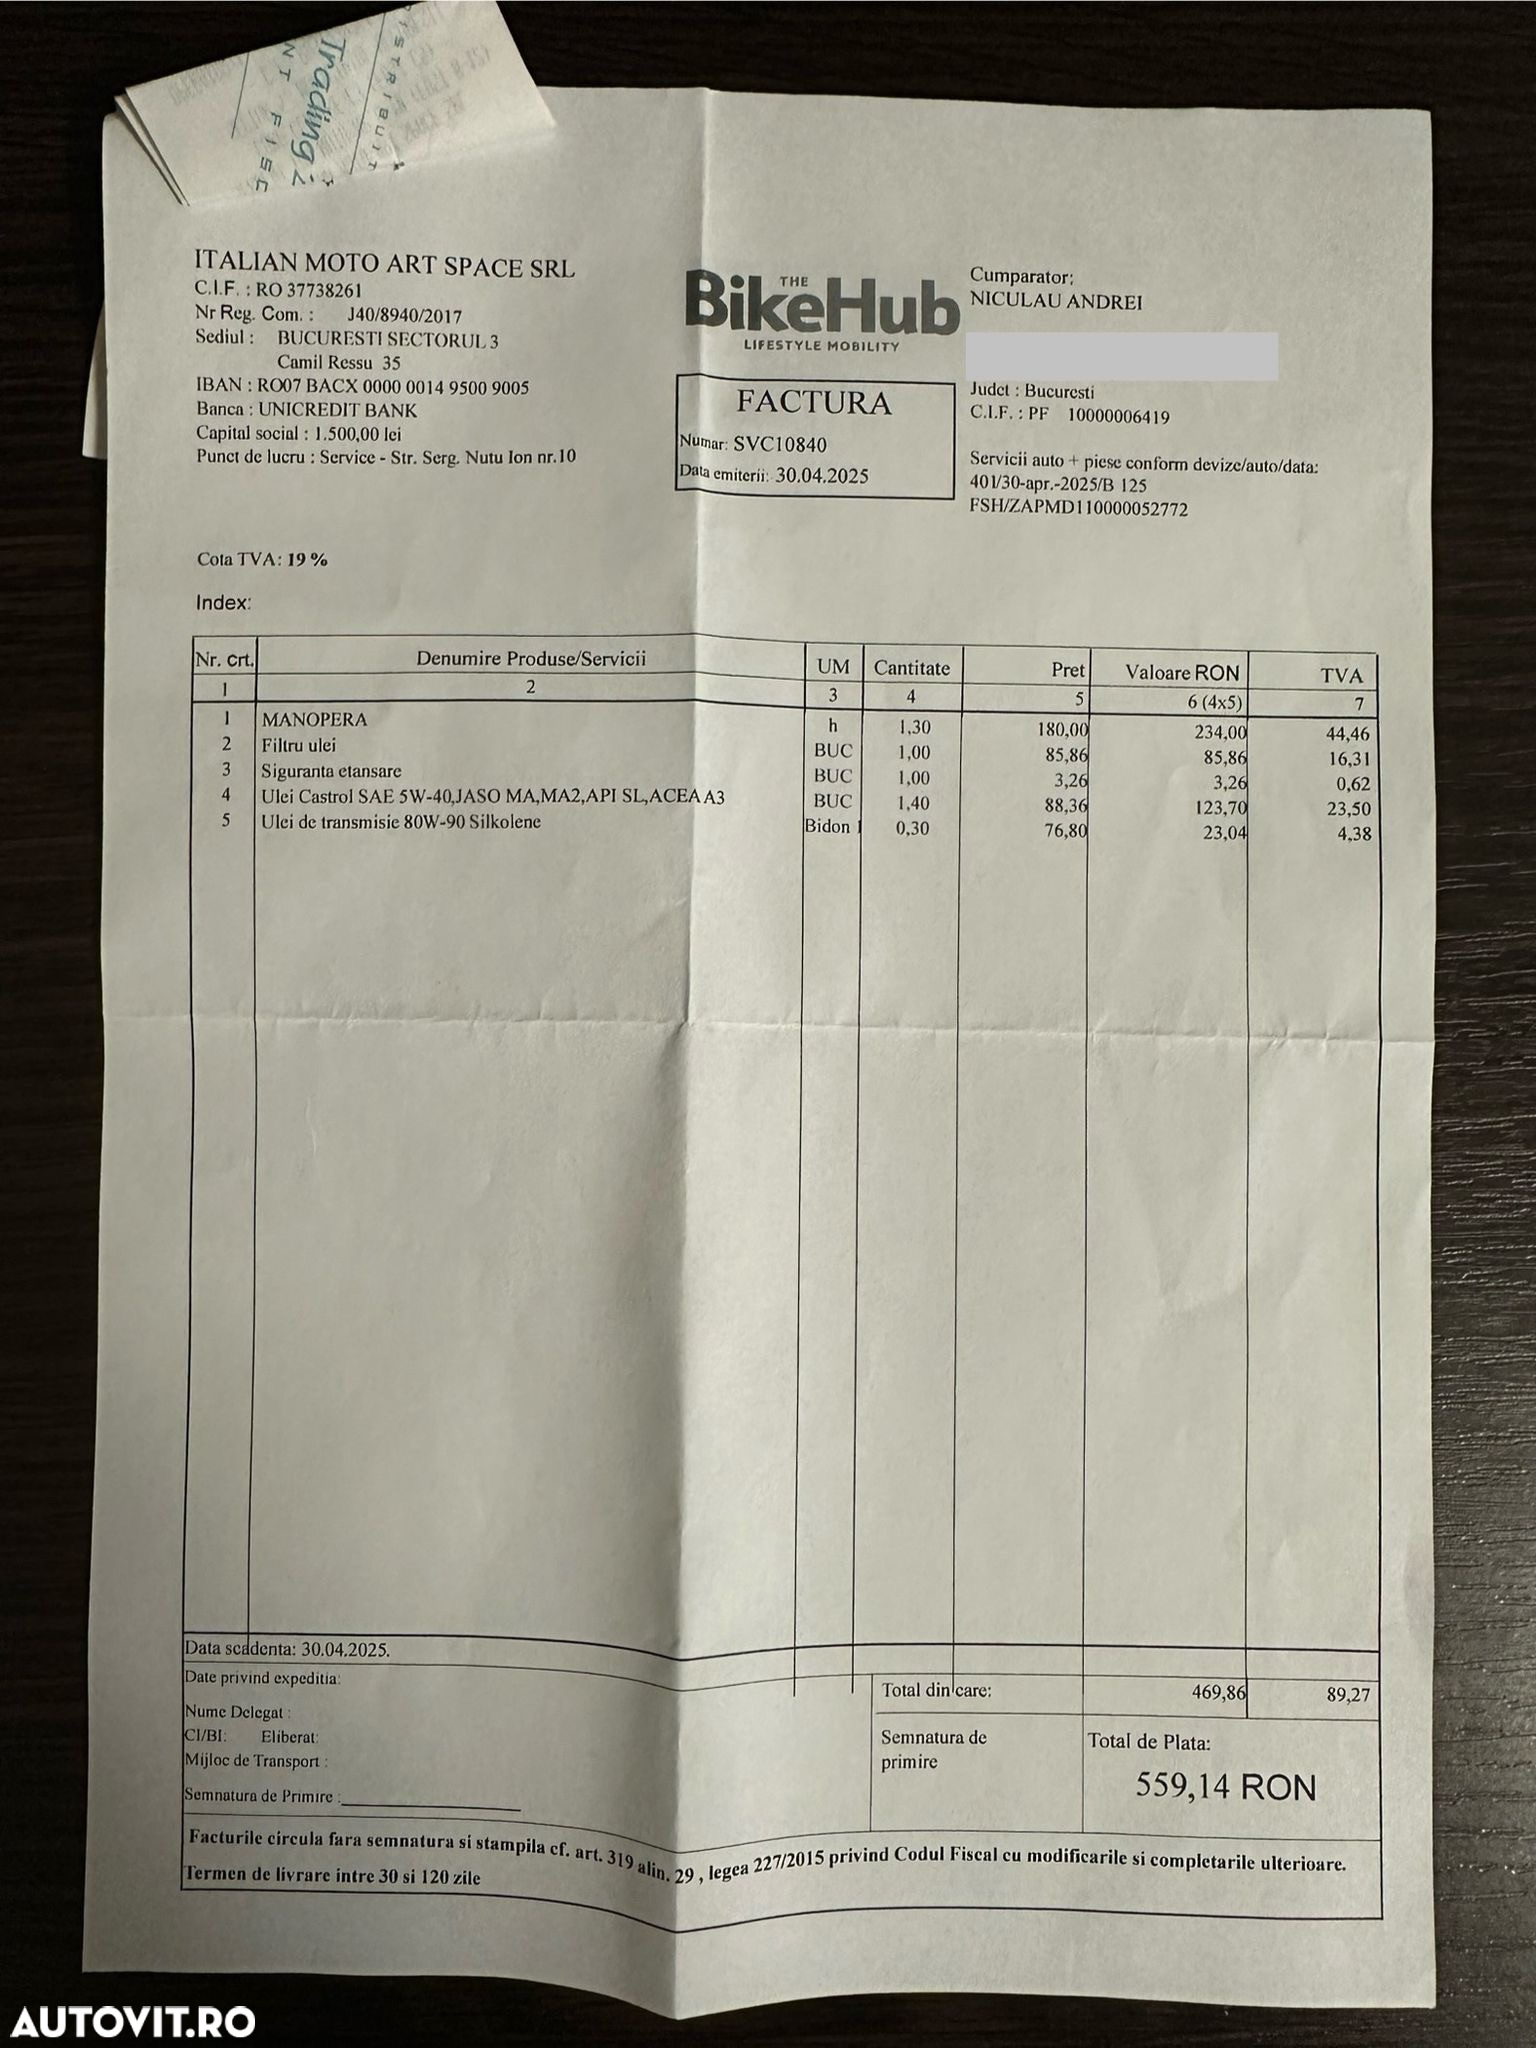 Trading
ITALIAN MOTO ART SPACE SRL
C.I.F. : RO 37738261
Nr Reg. Com. : J40/8940/2017
Sediul : BUCURESTI SECTORUL 3
Camil Ressu 35
IBAN : RO07 BACX 0000 0014 9500 9005
Banca : UNICREDIT BANK
Capital social : 1.500,00 lei
Punct de lucru : Service - Str. Serg. Nutu Ion nr.10
THE
BikeHub
LIFESTYLE MOBILITY
FACTURA
Numar: SVC10840
Data emiterii: 30.04.2025
Cumparator:
NICULAU ANDREI
Judet : Bucuresti
C.I.F. : PF 10000006419
Servicii auto + piese conform devize/auto/data:
401/30-apr.-2025/B 125
FSH/ZAPMD110000052772
Cota TVA: 19 %
Index:
Nr. crt. Denumire Produse/Servicii UM Cantitate Pret Valoare RON TVA
1 2 3 4 5 6 (4x5) 7
1 MANOPERA h 1,30 180,00 234,00 44,46
2 Filtru ulei BUC 1,00 85,86 85,86 16,31
3 Siguranta etansare BUC 1,00 3,26 3,26 0,62
4 Ulei Castrol SAE 5W-40,JASO MA,MA2,API SL,ACEA A3 BUC 1,40 88,36 123,70 23,50
5 Ulei de transmisie 80W-90 Silkolene Bidon 1 0,30 76,80 23,04 4,38
Data scadenta: 30.04.2025.
Date privind expeditia:
Nume Delegat :
CI/BI: Eliberat:
Mijloc de Transport :
Semnatura de Primire :
Total din care: 469,86 89,27
Semnatura de
primire
Total de Plata:
559,14 RON
Facturile circula fara semnatura si stampila cf. art. 319 alin. 29 , legea 227/2015 privind Codul Fiscal cu modificarile si completarile ulterioare.
Termen de livrare intre 30 si 120 zile
AUTOVIT.RO